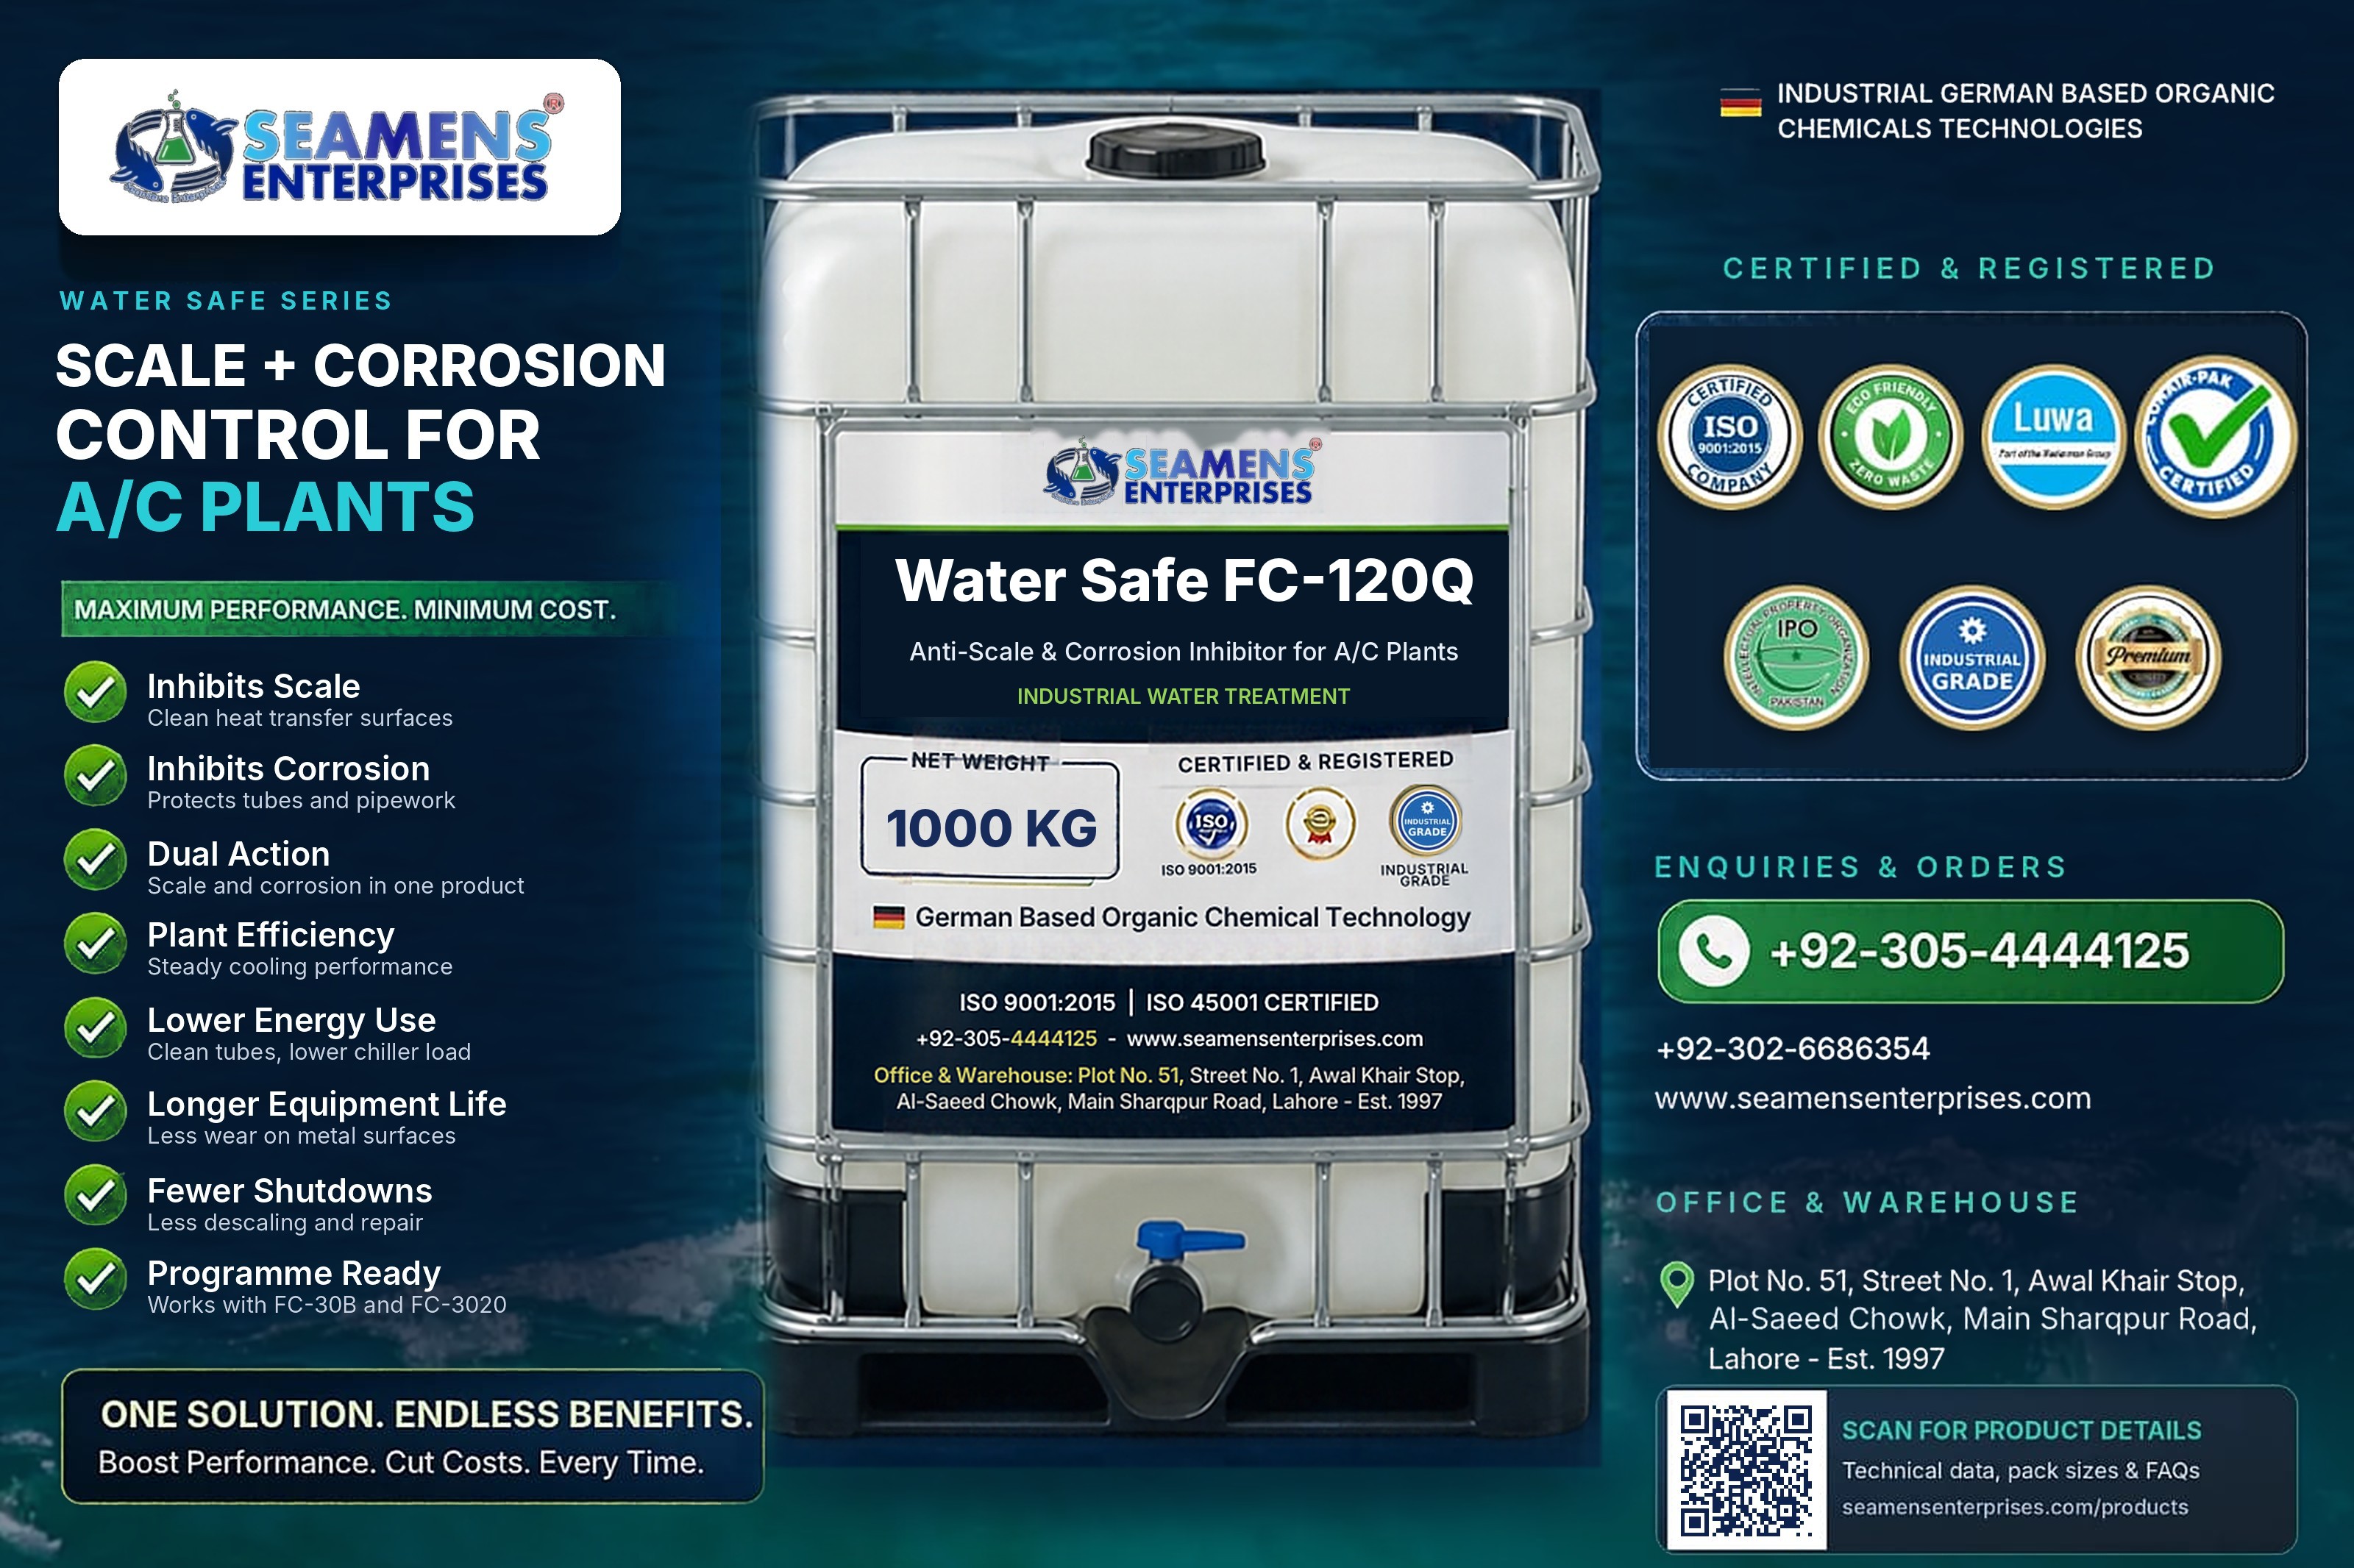 SEAMENS
ENTERPRISES
WATER SAFE SERIES
SCALE + CORROSION
CONTROL FOR
A/C PLANTS
MAXIMUM PERFORMANCE. MINIMUM COST.
Inhibits Scale
Clean heat transfer surfaces
Inhibits Corrosion
Protects tubes and pipework
Dual Action
Scale and corrosion in one product
Plant Efficiency
Steady cooling performance
Lower Energy Use
Clean tubes, lower chiller load
Longer Equipment Life
Less wear on metal surfaces
Fewer Shutdowns
Less descaling and repair
Programme Ready
Works with FC-30B and FC-3020
ONE SOLUTION. ENDLESS BENEFITS.
Boost Performance. Cut Costs. Every Time.
SEAMENS
ENTERPRISES
Water Safe FC-120Q
Anti-Scale & Corrosion Inhibitor for A/C Plants
INDUSTRIAL WATER TREATMENT
NET WEIGHT
1000 KG
CERTIFIED & REGISTERED
ISO
INDUSTRIAL
GRADE
ISO 9001:2015
INDUSTRIAL
GRADE
German Based Organic Chemical Technology
ISO 9001:2015 | ISO 45001 CERTIFIED
+92-305-4444125 - www.seamensenterprises.com
Office & Warehouse: Plot No. 51, Street No. 1, Awal Khair Stop,
Al-Saeed Chowk, Main Sharqpur Road, Lahore - Est. 1997
INDUSTRIAL GERMAN BASED ORGANIC
CHEMICALS TECHNOLOGIES
CERTIFIED & REGISTERED
CERTIFIED
ISO
9001:2015
COMPANY
ECO FRIENDLY
ZERO WASTE
Luwa
Part of the
Group
CERTIFIED
INTELLECTUAL PROPERTY ORGANIZATION
IPO
PAKISTAN
INDUSTRIAL
GRADE
Premium
ENQUIRIES & ORDERS
+92-305-4444125
+92-302-6686354
www.seamensenterprises.com
OFFICE & WAREHOUSE
Plot No. 51, Street No. 1, Awal Khair Stop,
Al-Saeed Chowk, Main Sharqpur Road,
Lahore - Est. 1997
SCAN FOR PRODUCT DETAILS
Technical data, pack sizes & FAQs
seamensenterprises.com/products